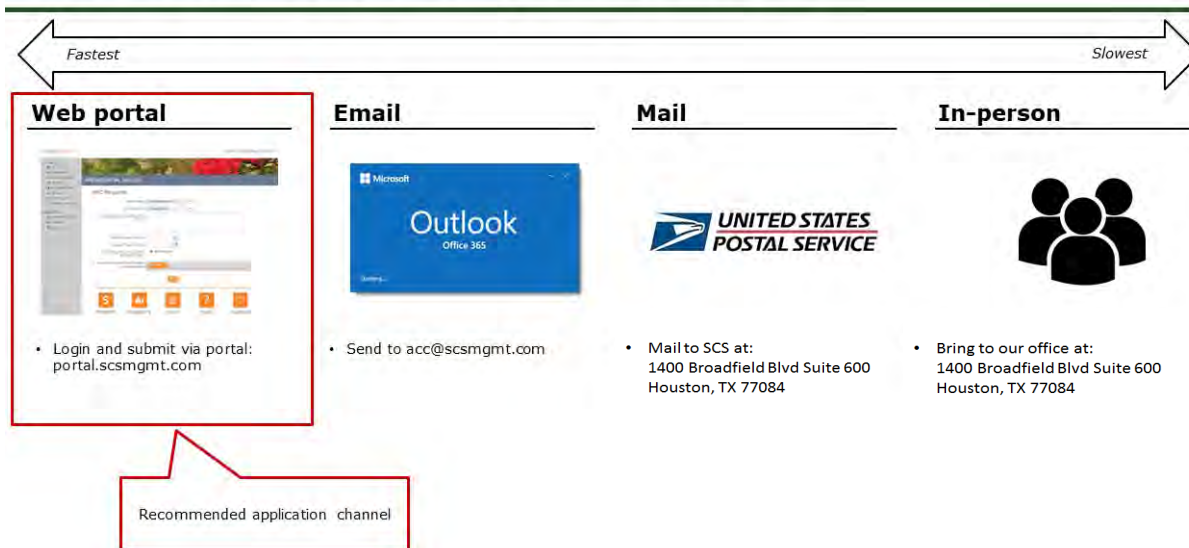 Fastest
Slowest
Web portal
Email
Mail
In-person
Microsoft
Outlook
Office 365
UNITED STATES
POSTAL SERVICE
• Login and submit via portal:
portal.scsmgmt.com
• Send to acc@scsmgmt.com
• Mail to SCS at:
1400 Broadfield Blvd Suite 600
Houston, TX 77084
• Bring to our office at:
1400 Broadfield Blvd Suite 600
Houston, TX 77084
Recommended application channel